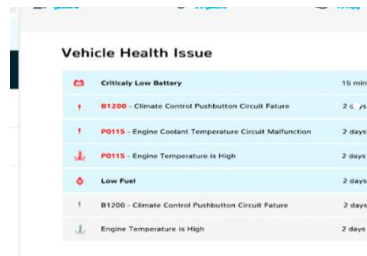 Vehicle Health Issue
Criticaly Low Battery 15 min
B1200 - Climate Control Pushbutton Circuit Fature 2 days
P0115 - Engine Coolant Temperature Circuit Malfunction 2 days
P0115 - Engine Temperature is High 2 days
Low Fuel 2 days
B1200 - Climate Control Pushbutton Circuit Fature 2 days
Engine Temperature is High 2 days